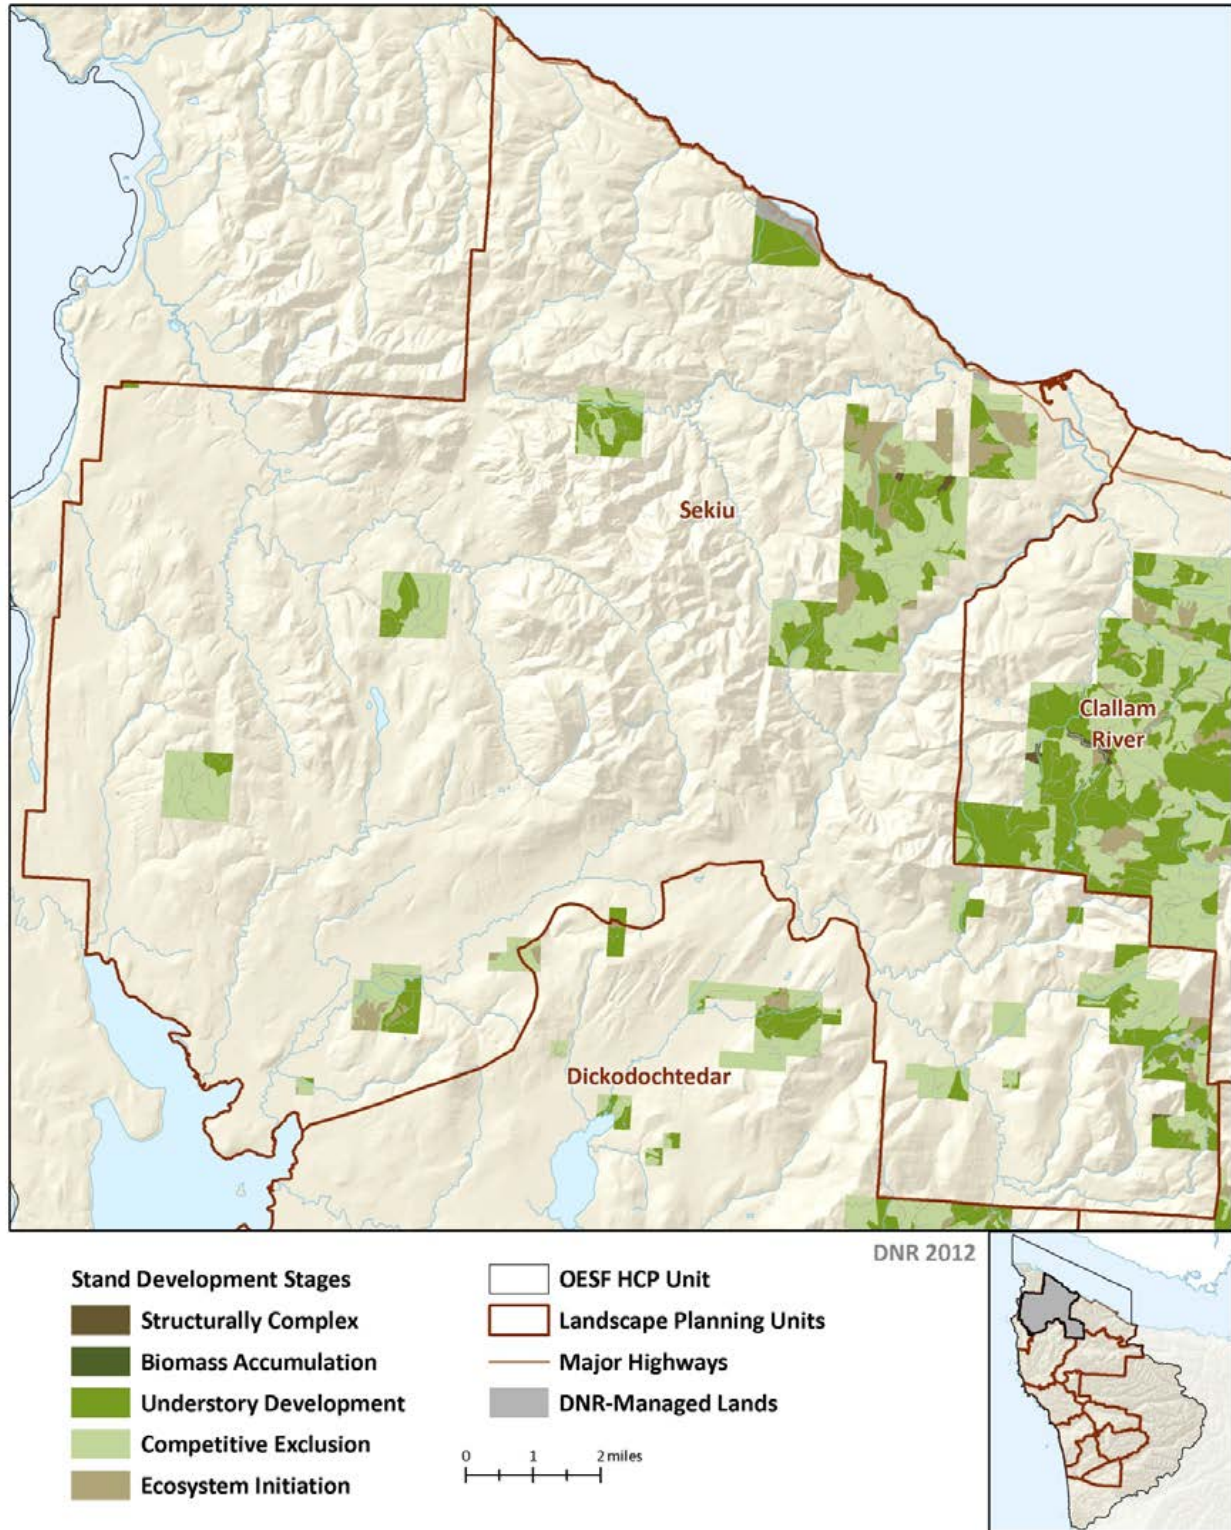 Sekiu
Clallam
River
Dickodochtedar
DNR 2012
Stand Development Stages
Structurally Complex
Biomass Accumulation
Understory Development
Competitive Exclusion
Ecosystem Initiation
OESF HCP Unit
Landscape Planning Units
Major Highways
DNR-Managed Lands
0 1 2 miles